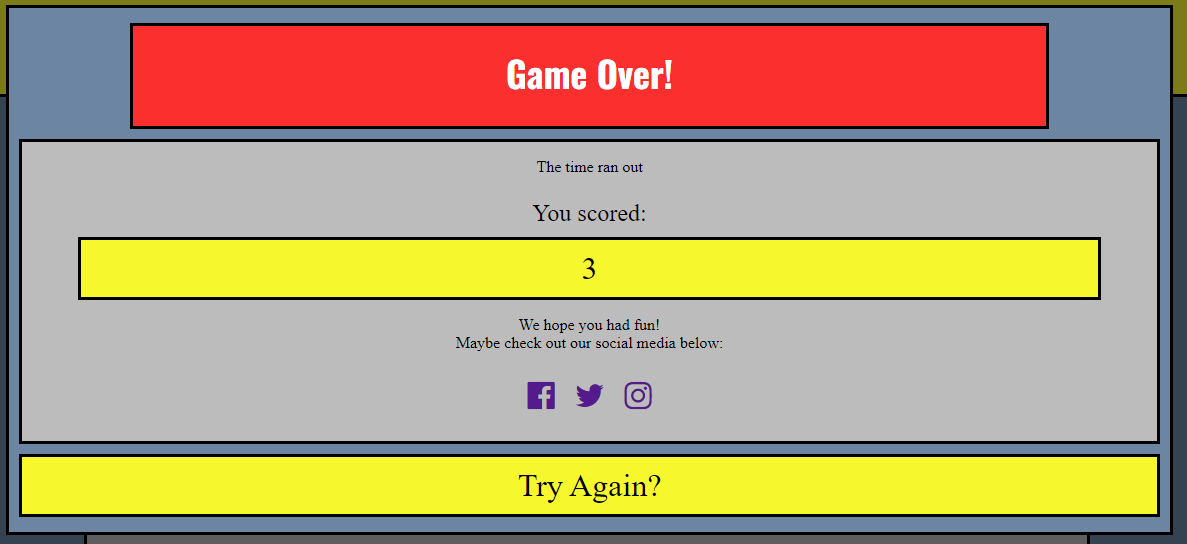 Game Over!
The time ran out
You scored:
3
We hope you had fun!
Maybe check out our social media below:
Try Again?